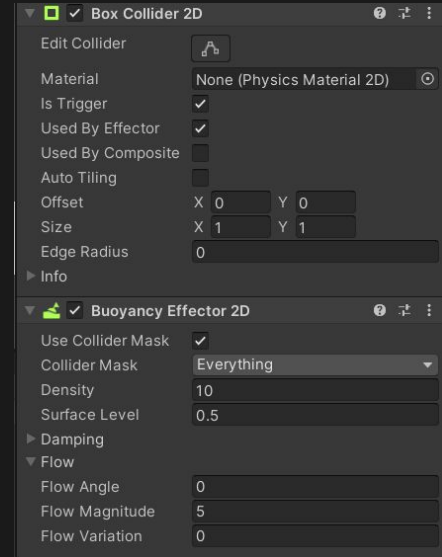 Box Collider 2D
Edit Collider
Material None (Physics Material 2D)
Is Trigger
Used By Effector
Used By Composite
Auto Tiling
Offset X 0 Y 0
Size X 1 Y 1
Edge Radius 0
Info
Buoyancy Effector 2D
Use Collider Mask
Collider Mask Everything
Density 10
Surface Level 0.5
Damping
Flow
Flow Angle 0
Flow Magnitude 5
Flow Variation 0